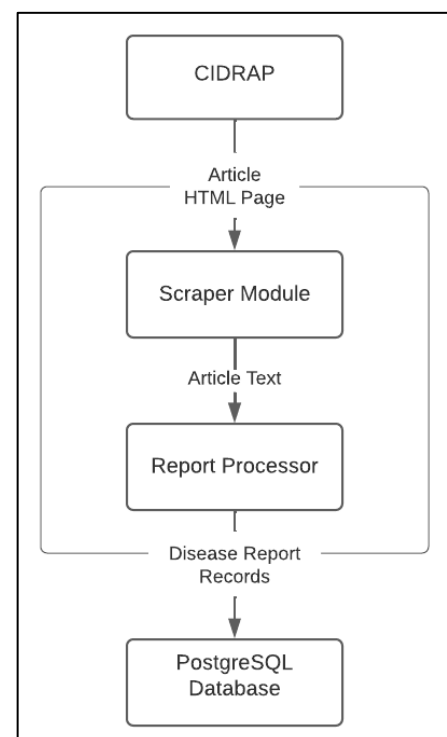 CIDRAP
Article
HTML Page
Scraper Module
Article Text
Report Processor
Disease Report
Records
PostgreSQL
Database